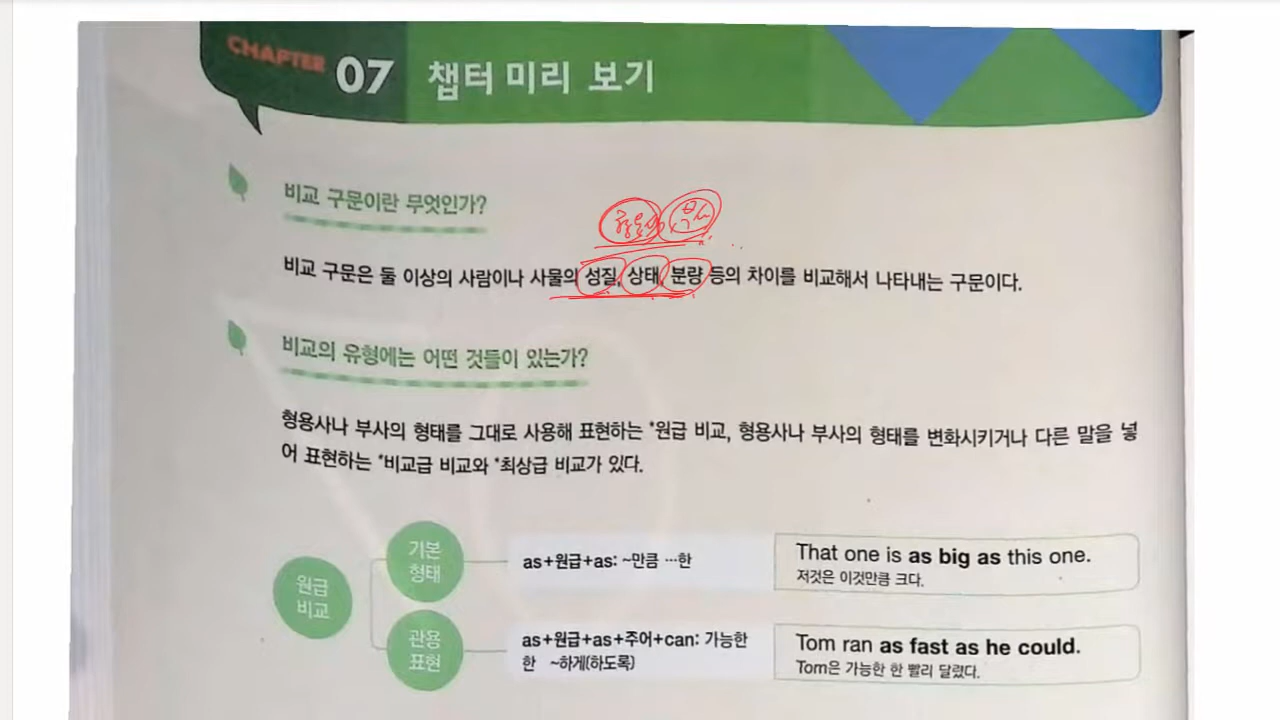 CHAPTER 07 챕터 미리 보기
비교 구문이란 무엇인가?
형용사 부사
비교 구문은 둘 이상의 사람이나 사물의 성질, 상태, 분량 등의 차이를 비교해서 나타내는 구문이다.
비교의 유형에는 어떤 것들이 있는가?
형용사나 부사의 형태를 그대로 사용해 표현하는 *원급 비교, 형용사나 부사의 형태를 변화시키거나 다른 말을 넣
어 표현하는 *비교급 비교와 *최상급 비교가 있다.
원급
비교
기본
형태
as+원급+as: ~만큼 …한
That one is as big as this one.
저것은 이것만큼 크다.
관용
표현
as+원급+as+주어+can: 가능한
한 ~하게(하도록)
Tom ran as fast as he could.
Tom은 가능한 한 빨리 달렸다.